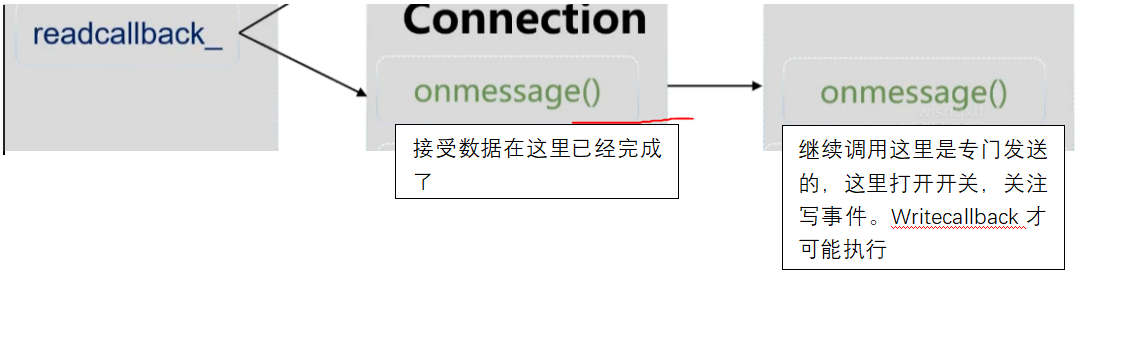 Connection
readcallback_
onmessage()
onmessage()
接受数据在这里已经完成
了
继续调用这里是专门发送
的，这里打开开关，关注
写事件。Writecallback 才
可能执行